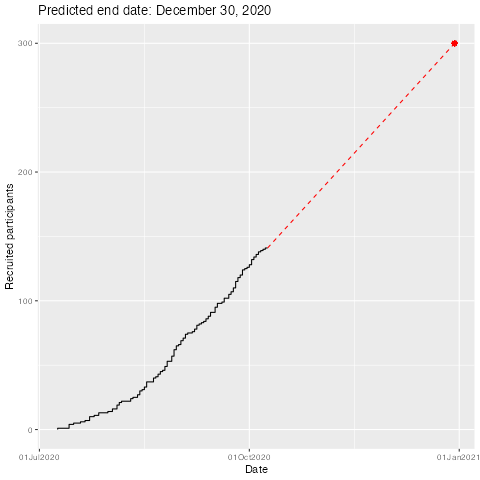 Predicted end date: December 30, 2020
Recruited participants
300
200
100
0
01Jul2020
01Oct2020
01Jan2021
Date